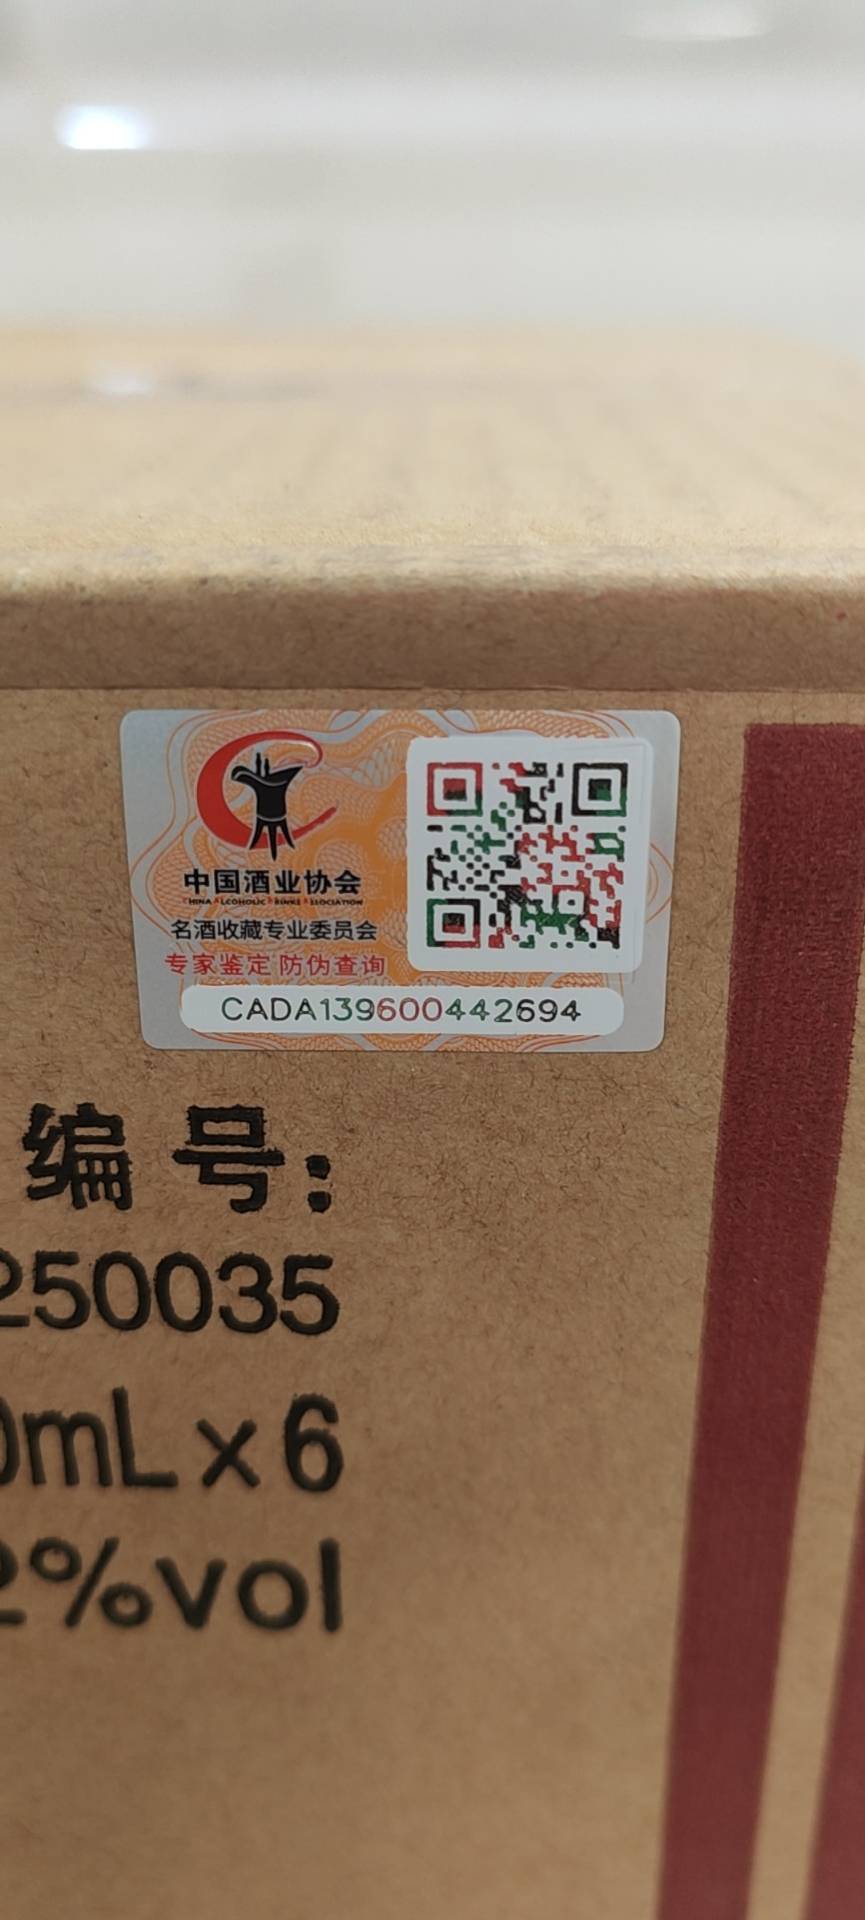 中国酒业协会
CHINA ALCOHOLIC DRINKS ASSOCIATION
名酒收藏专业委员会
专家鉴定 防伪查询
CADA139600442694
编号:
250035
0mL×6
2%vol